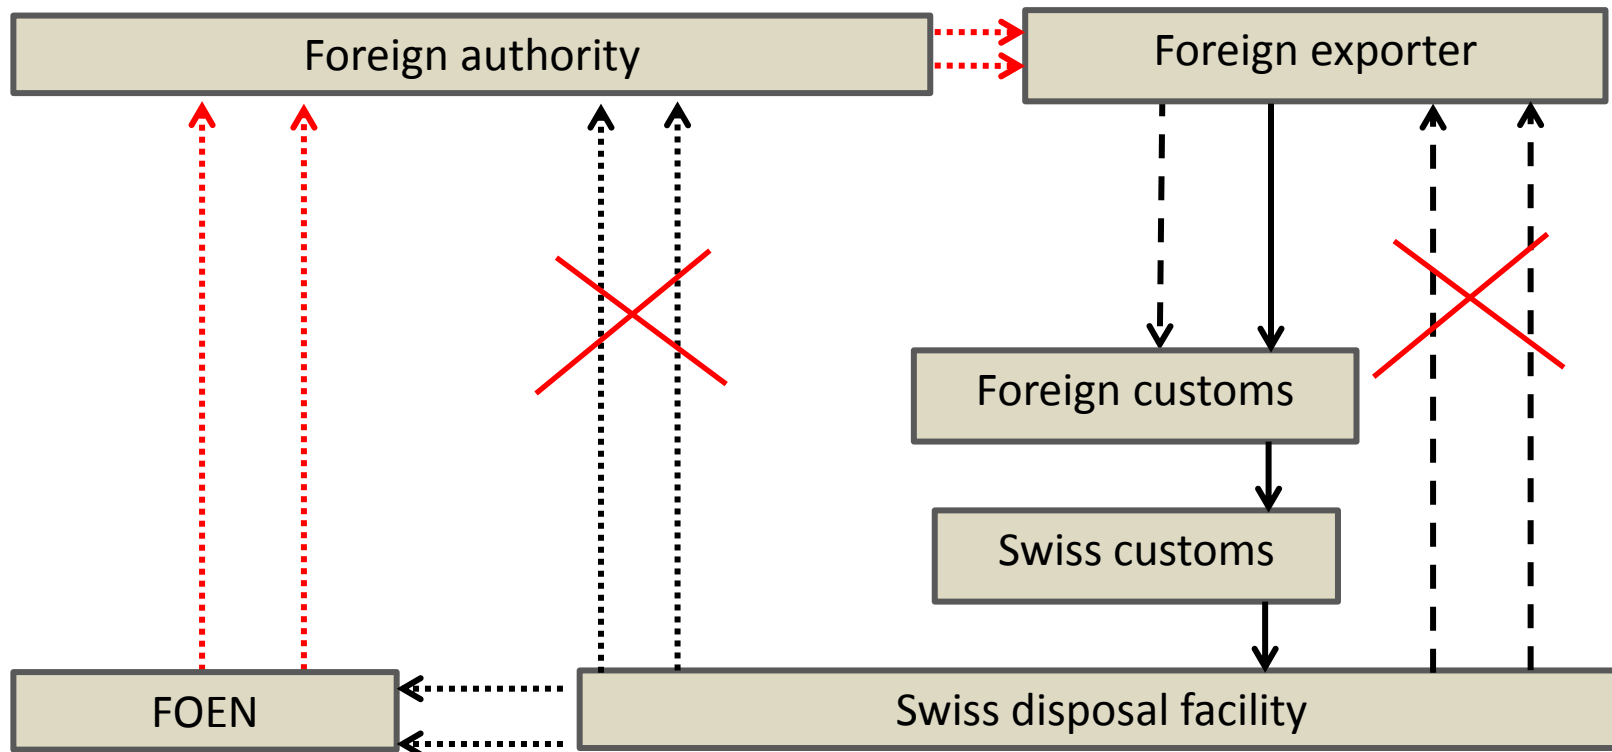 Foreign authority
Foreign exporter
Foreign customs
Swiss customs
FOEN
Swiss disposal facility